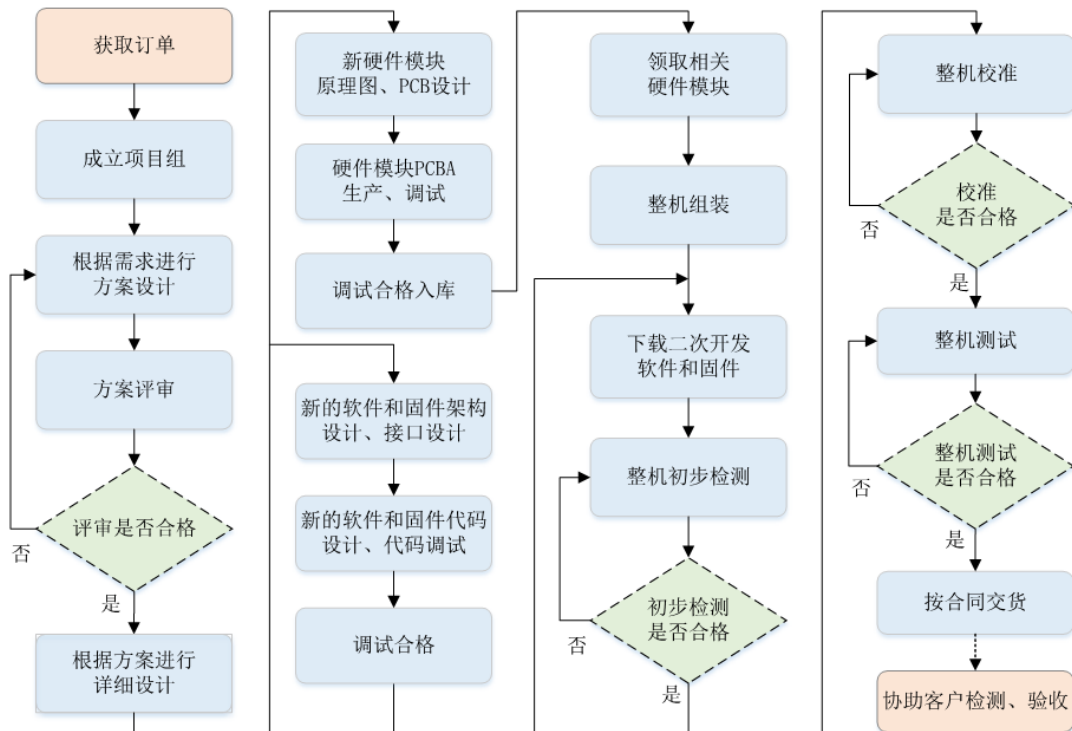 获取订单
成立项目组
根据需求进行
方案设计
方案评审
评审是否合格
否
是
根据方案进行
详细设计
新硬件模块
原理图、PCB设计
硬件模块PCBA
生产、调试
调试合格入库
新的软件和固件架构
设计、接口设计
新的软件和固件代码
设计、代码调试
调试合格
领取相关
硬件模块
整机组装
下载二次开发
软件和固件
整机初步检测
初步检测
是否合格
否
是
整机校准
校准
是否合格
否
是
整机测试
整机测试
是否合格
否
是
按合同交货
协助客户检测、验收